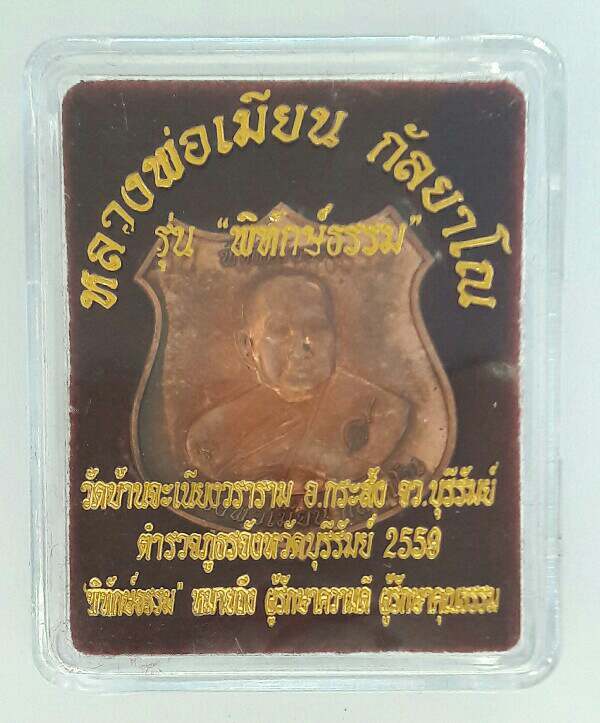 หลวงพ่อเมียน กัลยาโณ
รุ่น "พิทักษ์ธรรม"
วัดบ้านจะเนียงวราราม อ.กระสัง จว.บุรีรัมย์
ตำรวจภูธรจังหวัดบุรีรัมย์ 2559
"พิทักษ์ธรรม" หมายถึง ผู้รักษาความดี ผู้รักษาคุณธรรม